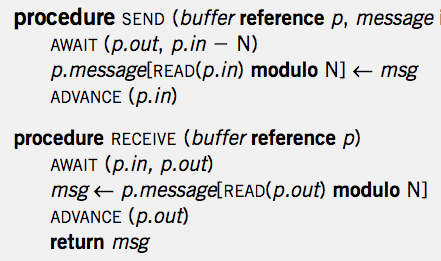 procedure SEND (buffer reference p, message
AWAIT (p.out, p.in − N)
p.message[READ(p.in) modulo N] ← msg
ADVANCE (p.in)
procedure RECEIVE (buffer reference p)
AWAIT (p.in, p.out)
msg ← p.message[READ(p.out) modulo N]
ADVANCE (p.out)
return msg